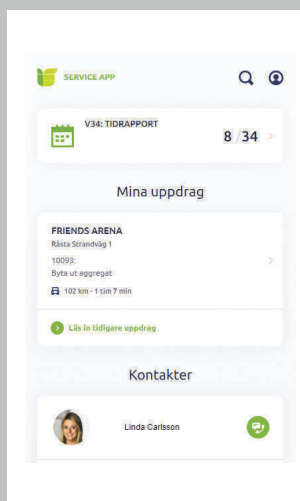 SERVICE APP
V34: TIDRAPPORT
8 / 34
Mina uppdrag
FRIENDS ARENA
Råsta Strandväg 1
10093:
Byta ut aggregat
102 km - 1 tim 7 min
Läs in tidigare uppdrag
Kontakter
Linda Carlsson